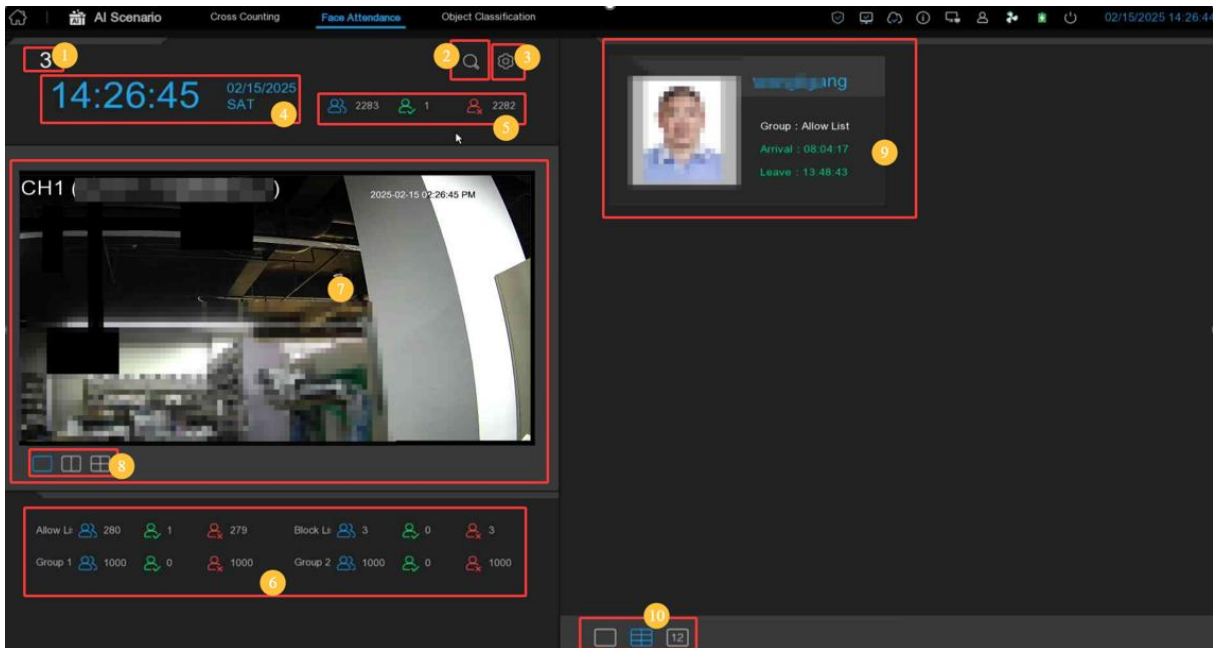 AI Scenario Cross Counting Face Attendance Object Classification 02/15/2025 14:26:44
3 1 2 3
14:26:45 02/15/2025
SAT 4
2283 1 2282
5
CH1 ( )
2025-02-15 02:26:45 PM
7
8
Allow Li 280 1 279 Block Li 3 0 3
Group 1 1000 0 1000 Group 2 1000 0 1000
6
Group : Allow List
Arrival : 08:04:17
9
Leave : 13:48:43
10
12